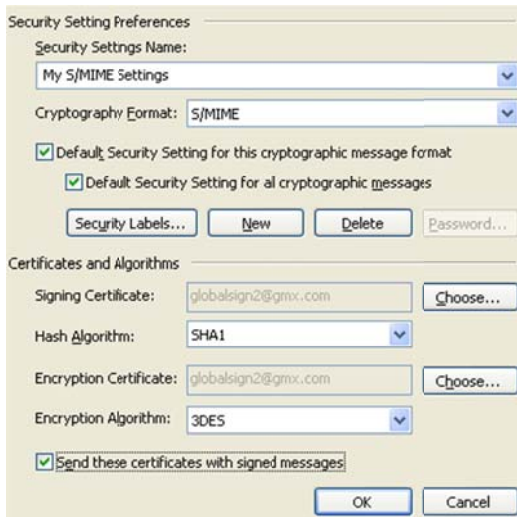 Security Setting Preferences
Security Settngs Name:
My S/MIME Settings
Cryptography Format: S/MIME
Default Security Setting for this cryptographic message format
Default Security Setting for all cryptographic messages
Security Labels... New Delete Password...
Certificates and Algorithms
Signing Certificate: globalsign2@gmx.com Choose...
Hash Algorithm: SHA1
Encryption Certificate: globalsign2@gmx.com Choose...
Encryption Algorithm: 3DES
Send these certificates with signed messages
OK Cancel